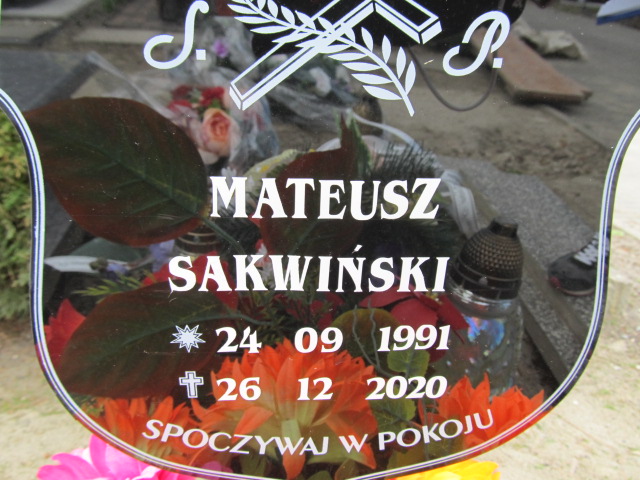 Ś. P.
MATEUSZ
SAKWIŃSKI
24 09 1991
26 12 2020
SPOCZYWAJ W POKOJU